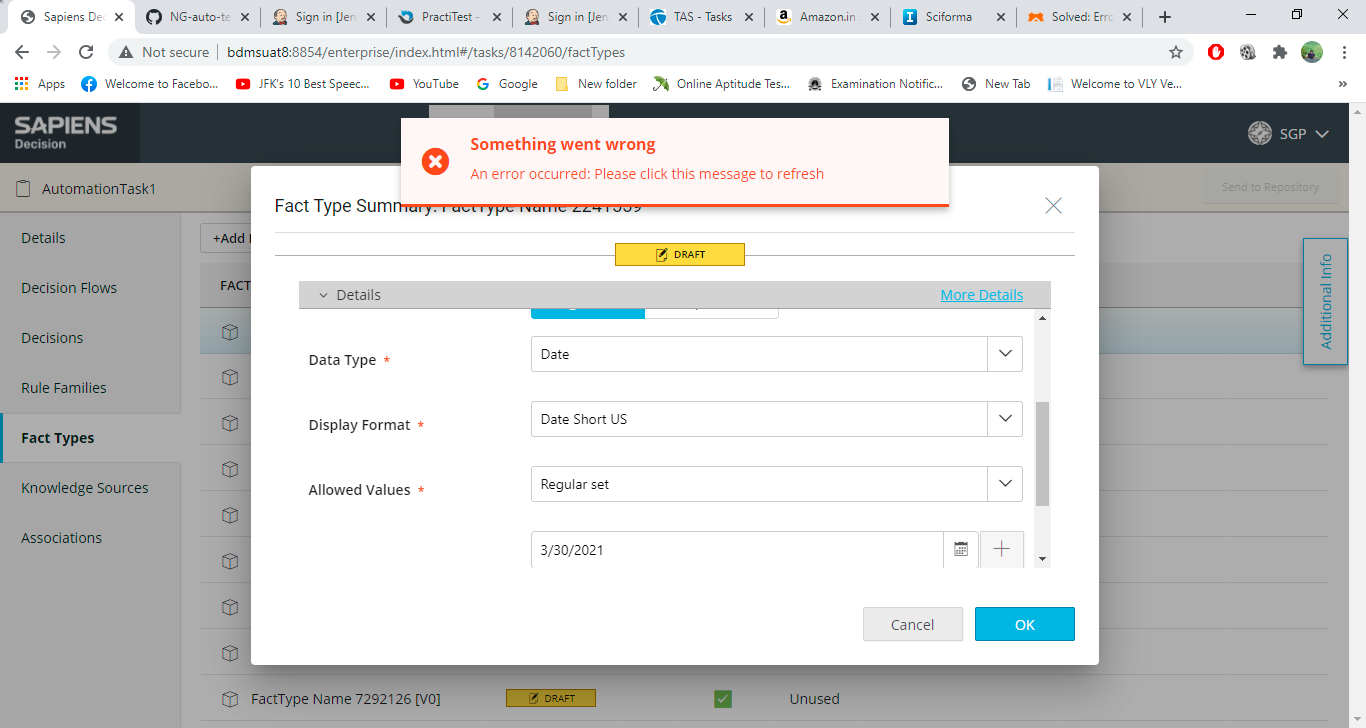 Sapiens De
NG-auto-te
Sign in [Jen
PractiTest -
Sign in [Jen
TAS - Tasks
Amazon.in
Sciforma
Solved: Erro
Not secure
bdmsuat8:8854/enterprise/index.html#/tasks/8142060/factTypes
Apps
Welcome to Facebo...
JFK's 10 Best Speec...
YouTube
Google
New folder
Online Aptitude Tes...
Examination Notific...
New Tab
Welcome to VLY Ve...
SAPIENS
Decision
SGP
Something went wrong
An error occurred: Please click this message to refresh
AutomationTask1
Send to Repository
Fact Type Summary: FactType Name 2241559
Details
Decision Flows
Decisions
Rule Families
Fact Types
Knowledge Sources
Associations
+Add
FACT
DRAFT
Details
More Details
Data Type *
Date
Display Format *
Date Short US
Allowed Values *
Regular set
3/30/2021
Cancel
OK
Additional Info
FactType Name 7292126 [V0]
DRAFT
Unused